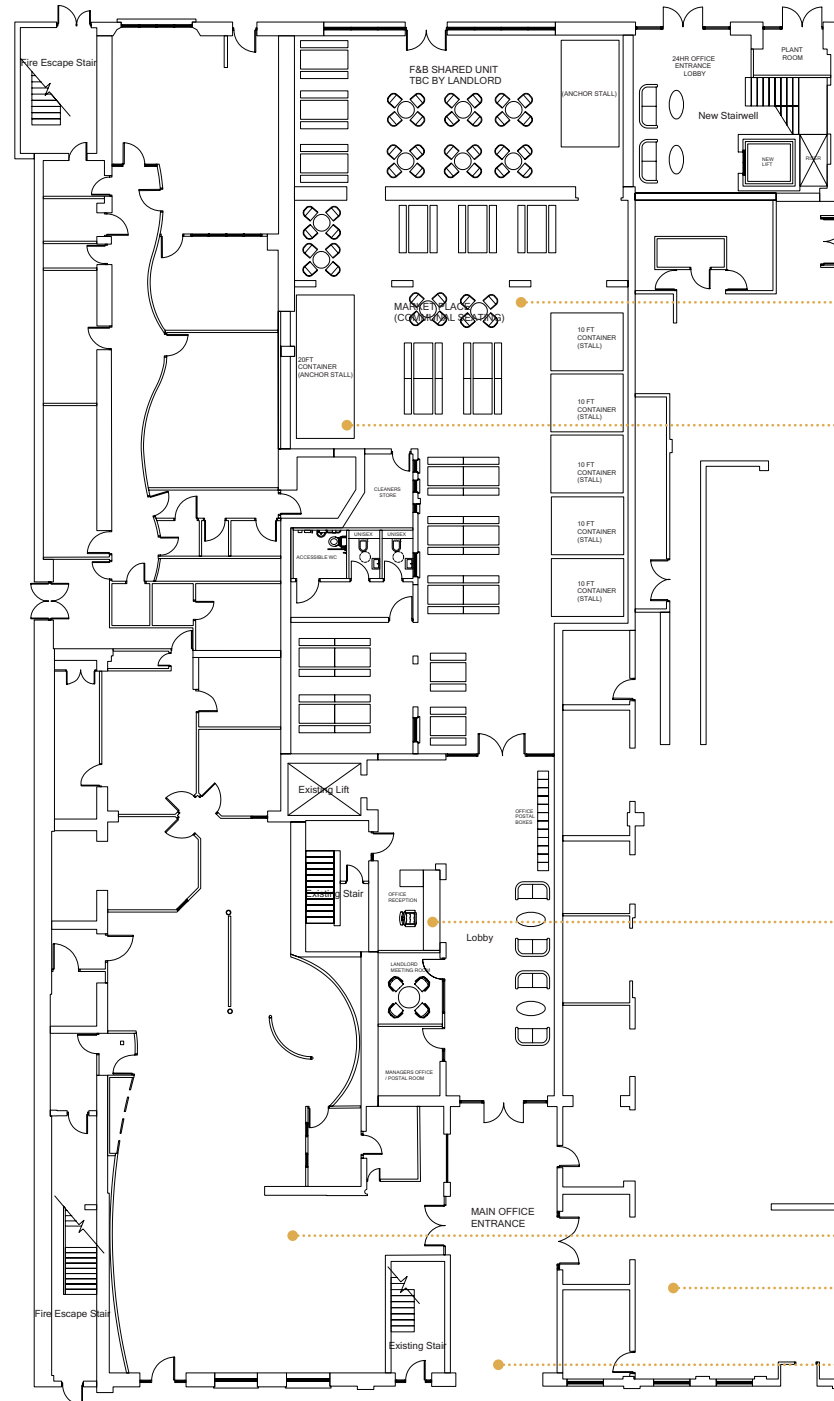 Fire Escape Stair
F&B SHARED UNIT
TBC BY LANDLORD
(ANCHOR STALL)
24HR OFFICE
ENTRANCE
LOBBY
PLANT
ROOM
New Stairwell
NEW
LIFT
RISER
MARKET PLACE
(COMMUNAL SEATING)
20FT
CONTAINER
(ANCHOR STALL)
10 FT
CONTAINER
(STALL)
10 FT
CONTAINER
(STALL)
10 FT
CONTAINER
(STALL)
10 FT
CONTAINER
(STALL)
10 FT
CONTAINER
(STALL)
CLEANERS
STORE
ACCESSIBLE WC
UNISEX
UNISEX
Existing Lift
OFFICE
POSTAL
BOXES
Existing Stair
OFFICE
RECEPTION
Lobby
LANDLORD
MEETING ROOM
MANAGERS OFFICE
/ POSTAL ROOM
MAIN OFFICE
ENTRANCE
Fire Escape Stair
Existing Stair